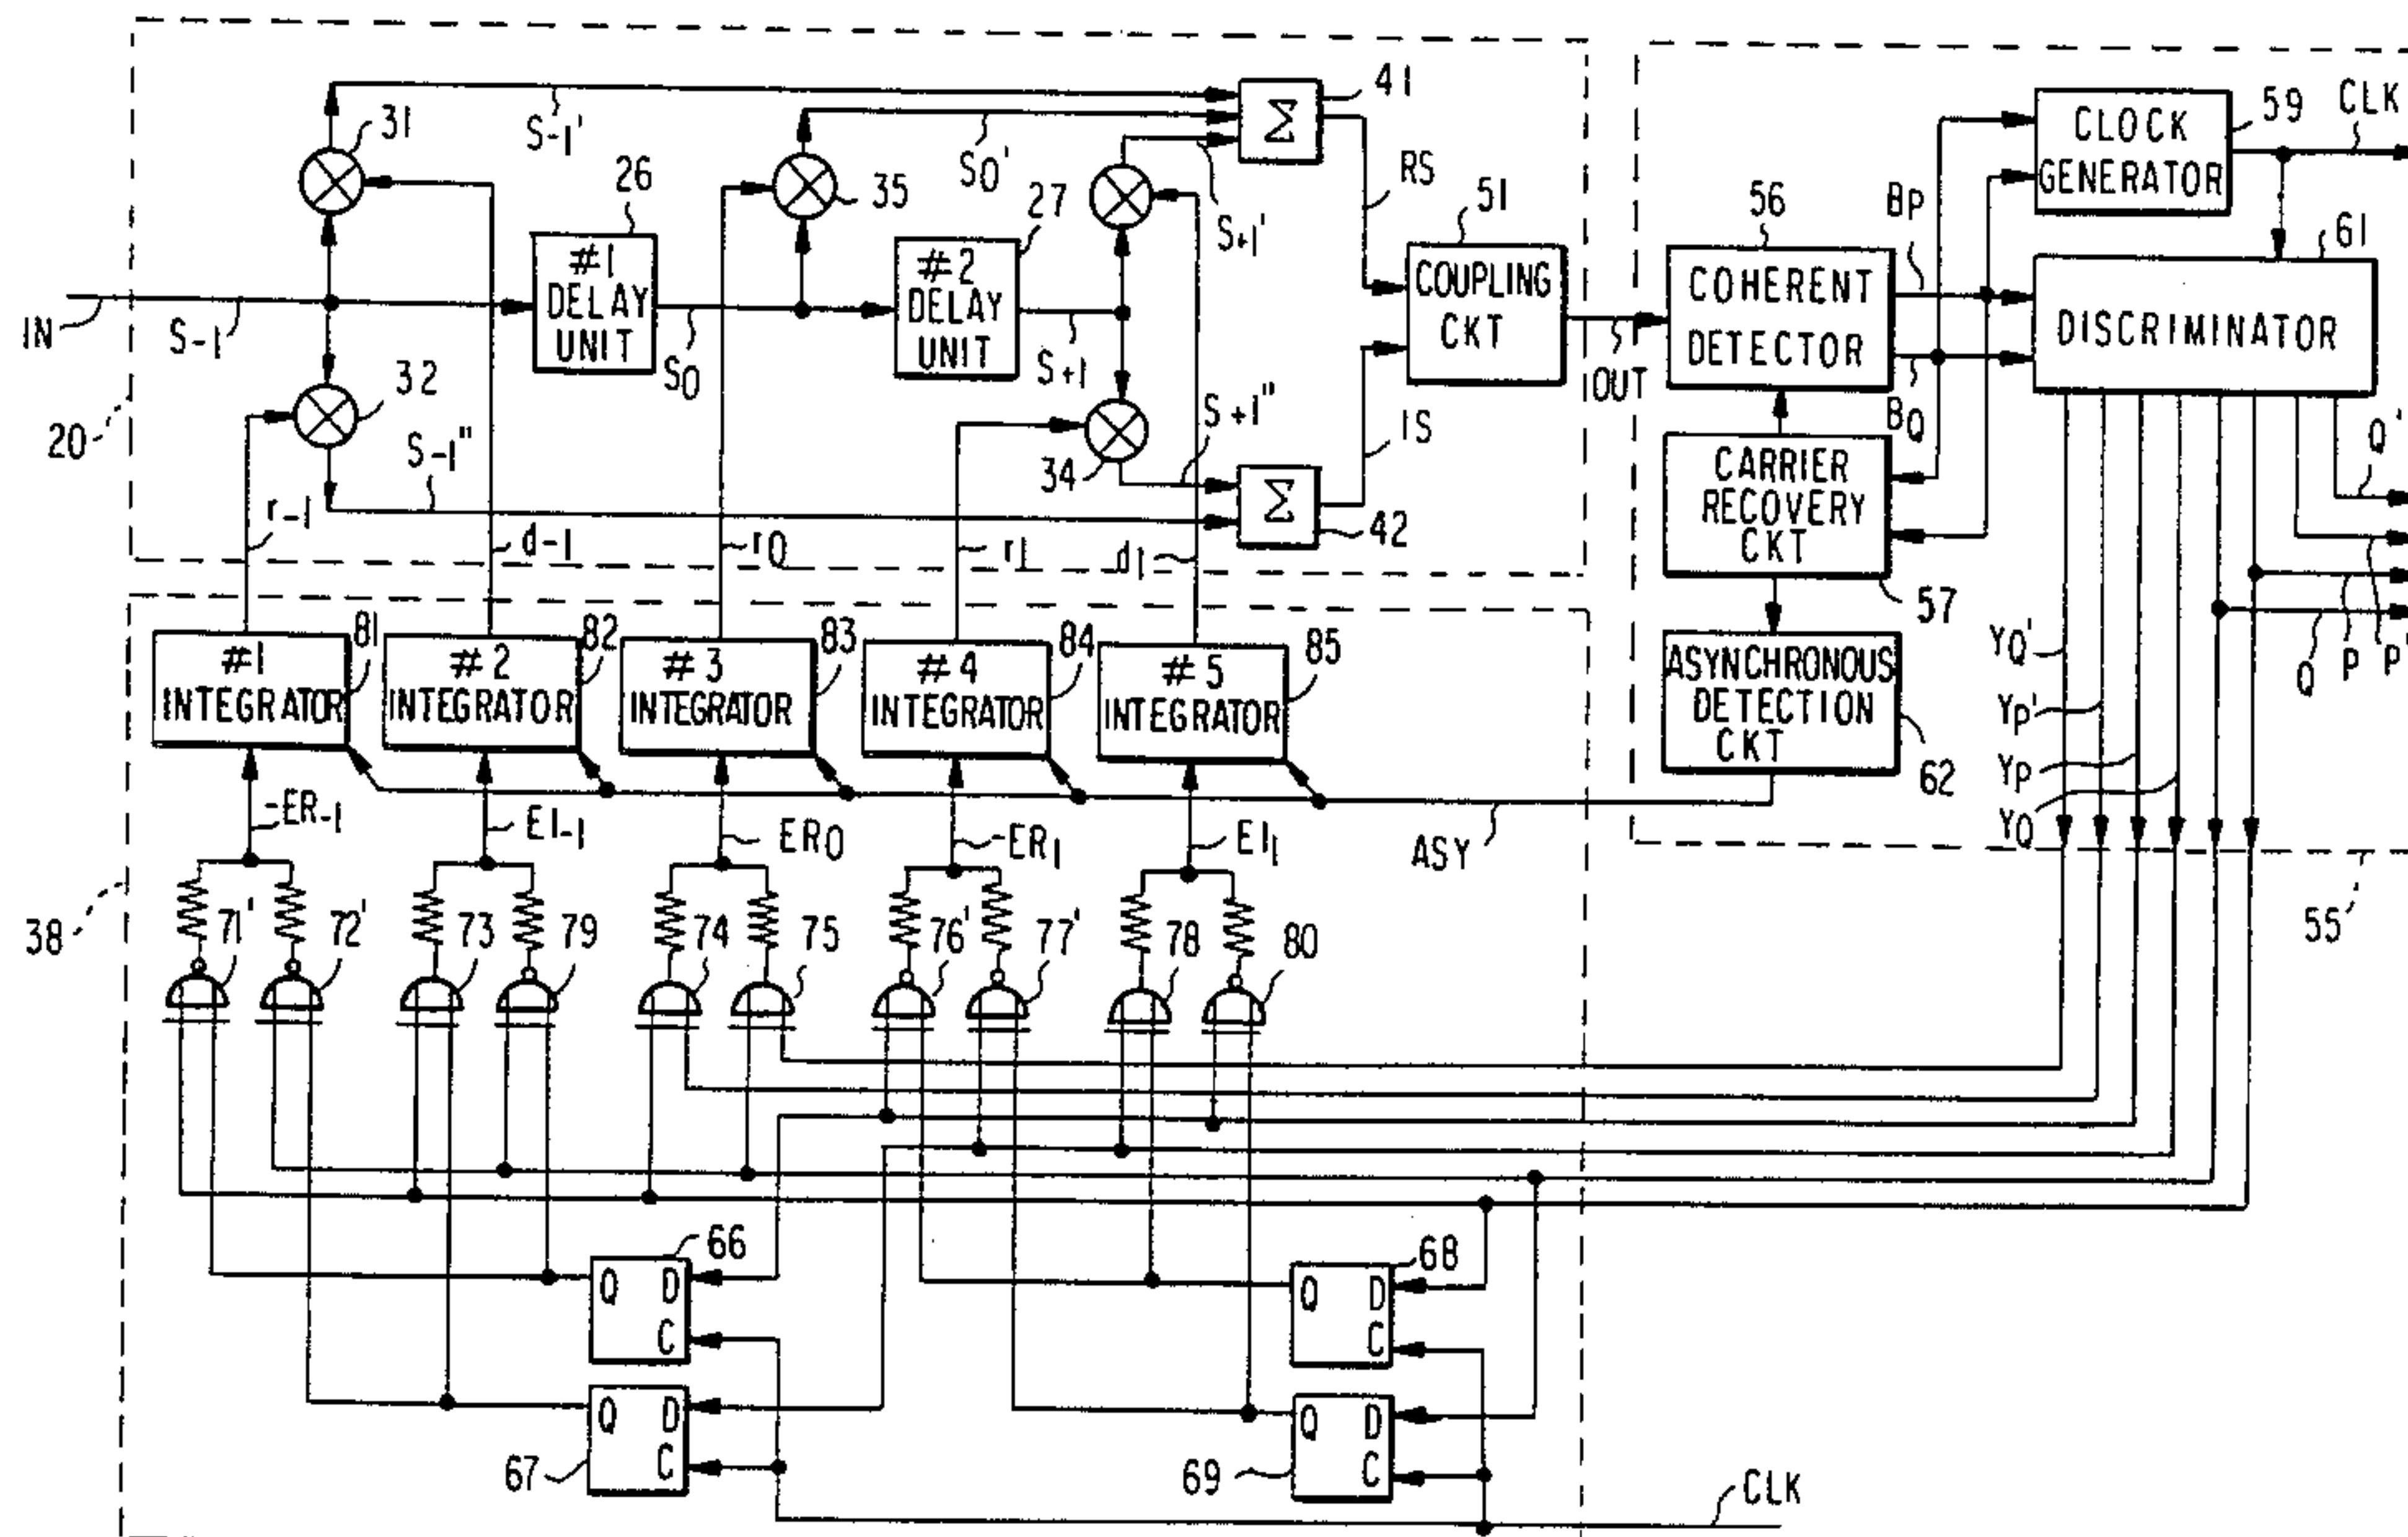 IN
S-1
31
S-1'
26
#1
DELAY
UNIT
S0
35
S0'
#2
DELAY
UNIT
27
S+1
S+1'
Σ
41
RS
51
COUPLING
CKT
OUT
32
20
S-1"
34
S+1"
IS
Σ
42
r-1
d-1
r0
r1
d1
56
COHERENT
DETECTOR
BP
BQ
CLOCK
GENERATOR
59
CLK
61
DISCRIMINATOR
CARRIER
RECOVERY
CKT
57
ASYNCHRONOUS
DETECTION
CKT
62
Q'
P'
P
Q
YQ'
YP'
YP
YQ
55
#1
INTEGRATOR
81
#2
INTEGRATOR
82
#3
INTEGRATOR
83
#4
INTEGRATOR
84
#5
INTEGRATOR
85
-ER-1
EI-1
ER0
-ER1
EI1
ASY
38
71'
72'
73
79
74
75
76'
77'
78
80
66
Q D
C
68
Q D
C
67
Q D
C
69
Q D
C
CLK